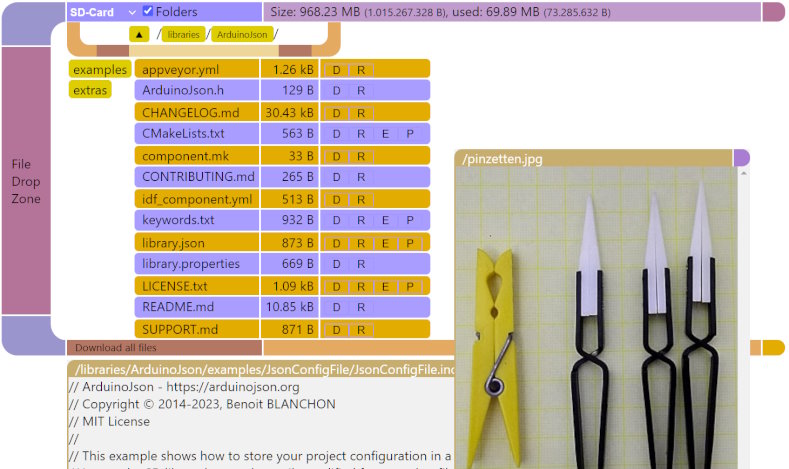 SD-Card Folders Size: 968.23 MB (1.015.267.328 B), used: 69.89 MB (73.285.632 B)
▲ / libraries / ArduinoJson /
File
Drop
Zone
examples
extras
appveyor.yml 1.26 kB D R
ArduinoJson.h 129 B D R
CHANGELOG.md 30.43 kB D R
CMakeLists.txt 563 B D R E P
component.mk 33 B D R
CONTRIBUTING.md 265 B D R
idf_component.yml 513 B D R
keywords.txt 932 B D R E P
library.json 873 B D R E P
library.properties 669 B D R
LICENSE.txt 1.09 kB D R E P
README.md 10.85 kB D R
SUPPORT.md 871 B D R
Download all files
/pinzetten.jpg
/libraries/ArduinoJson/examples/JsonConfigFile/JsonConfigFile.ino
// ArduinoJson - https://arduinojson.org
// Copyright © 2014-2023, Benoit BLANCHON
// MIT License
//
// This example shows how to store your project configuration in a